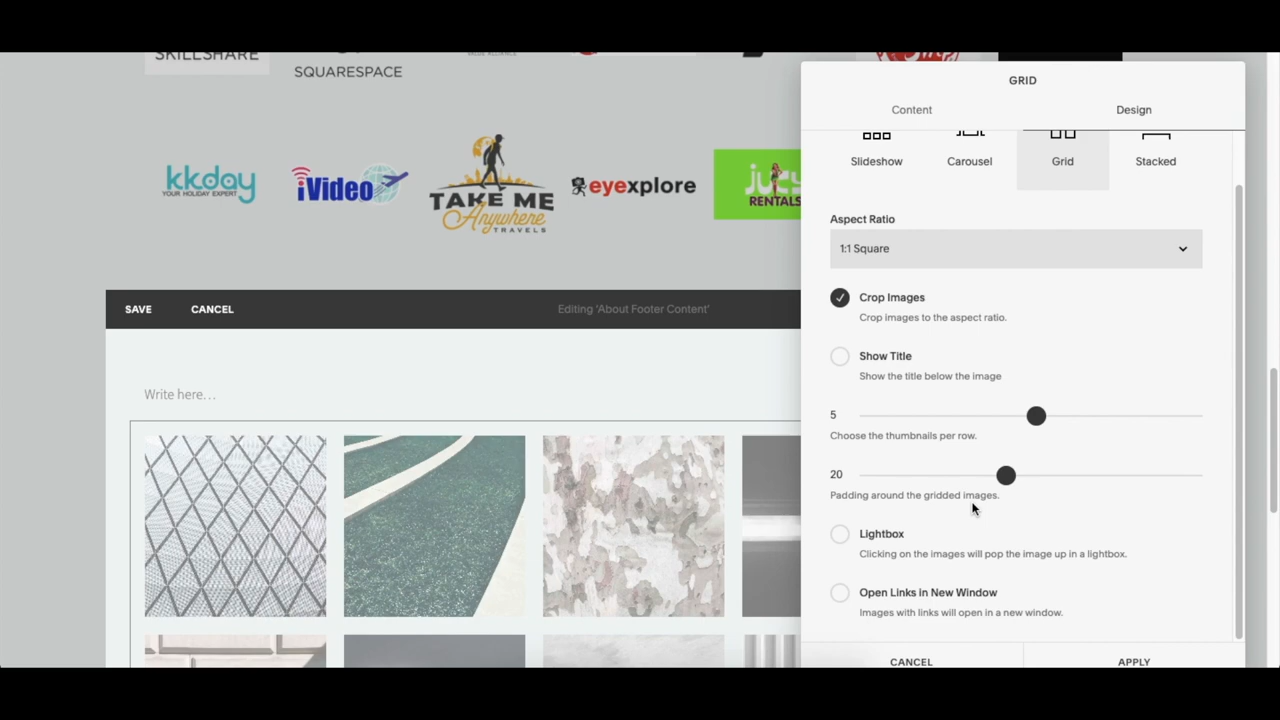 SKILLSHARE
SQUARESPACE
kkday
YOUR HOLIDAY EXPERT
iVideo
TAKE ME
Anywhere
TRAVELS
eyexplore
RENTALS
SAVE
CANCEL
Editing 'About Footer Content'
Write here...
GRID
Content
Design
Slideshow
Carousel
Grid
Stacked
Aspect Ratio
1:1 Square
Crop Images
Crop images to the aspect ratio.
Show Title
Show the title below the image
5
Choose the thumbnails per row.
20
Padding around the gridded images.
Lightbox
Clicking on the images will pop the image up in a lightbox.
Open Links in New Window
Images with links will open in a new window.
CANCEL
APPLY